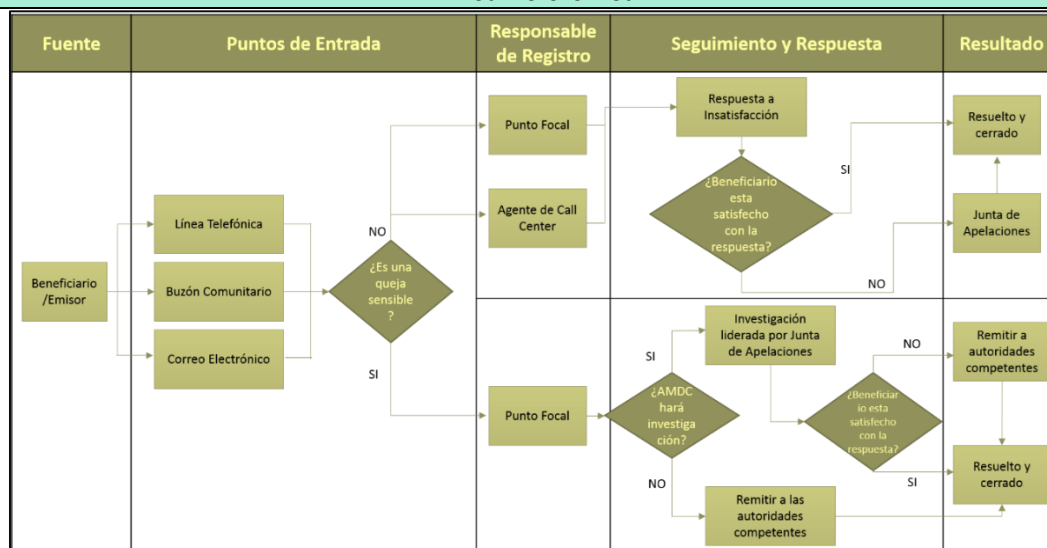 Fuente
Puntos de Entrada
Responsable
de Registro
Seguimiento y Respuesta
Resultado
Beneficiario
/Emisor
Línea Telefónica
Buzón Comunitario
Correo Electrónico
¿Es una
queja
sensible
?
NO
SI
Punto Focal
Agente de Call
Center
Respuesta a
Insatisfacción
¿Beneficiario
esta
satisfecho
con la
respuesta?
SI
NO
Resuelto y
cerrado
Junta de
Apelaciones
Punto Focal
¿AMDC
hará
investiga
ción?
SI
NO
Investigación
liderada por Junta
de Apelaciones
Remitir a las
autoridades
competentes
¿Beneficiar
io esta
satisfecho
con la
respuesta?
NO
SI
Remitir a
autoridades
competentes
Resuelto y
cerrado